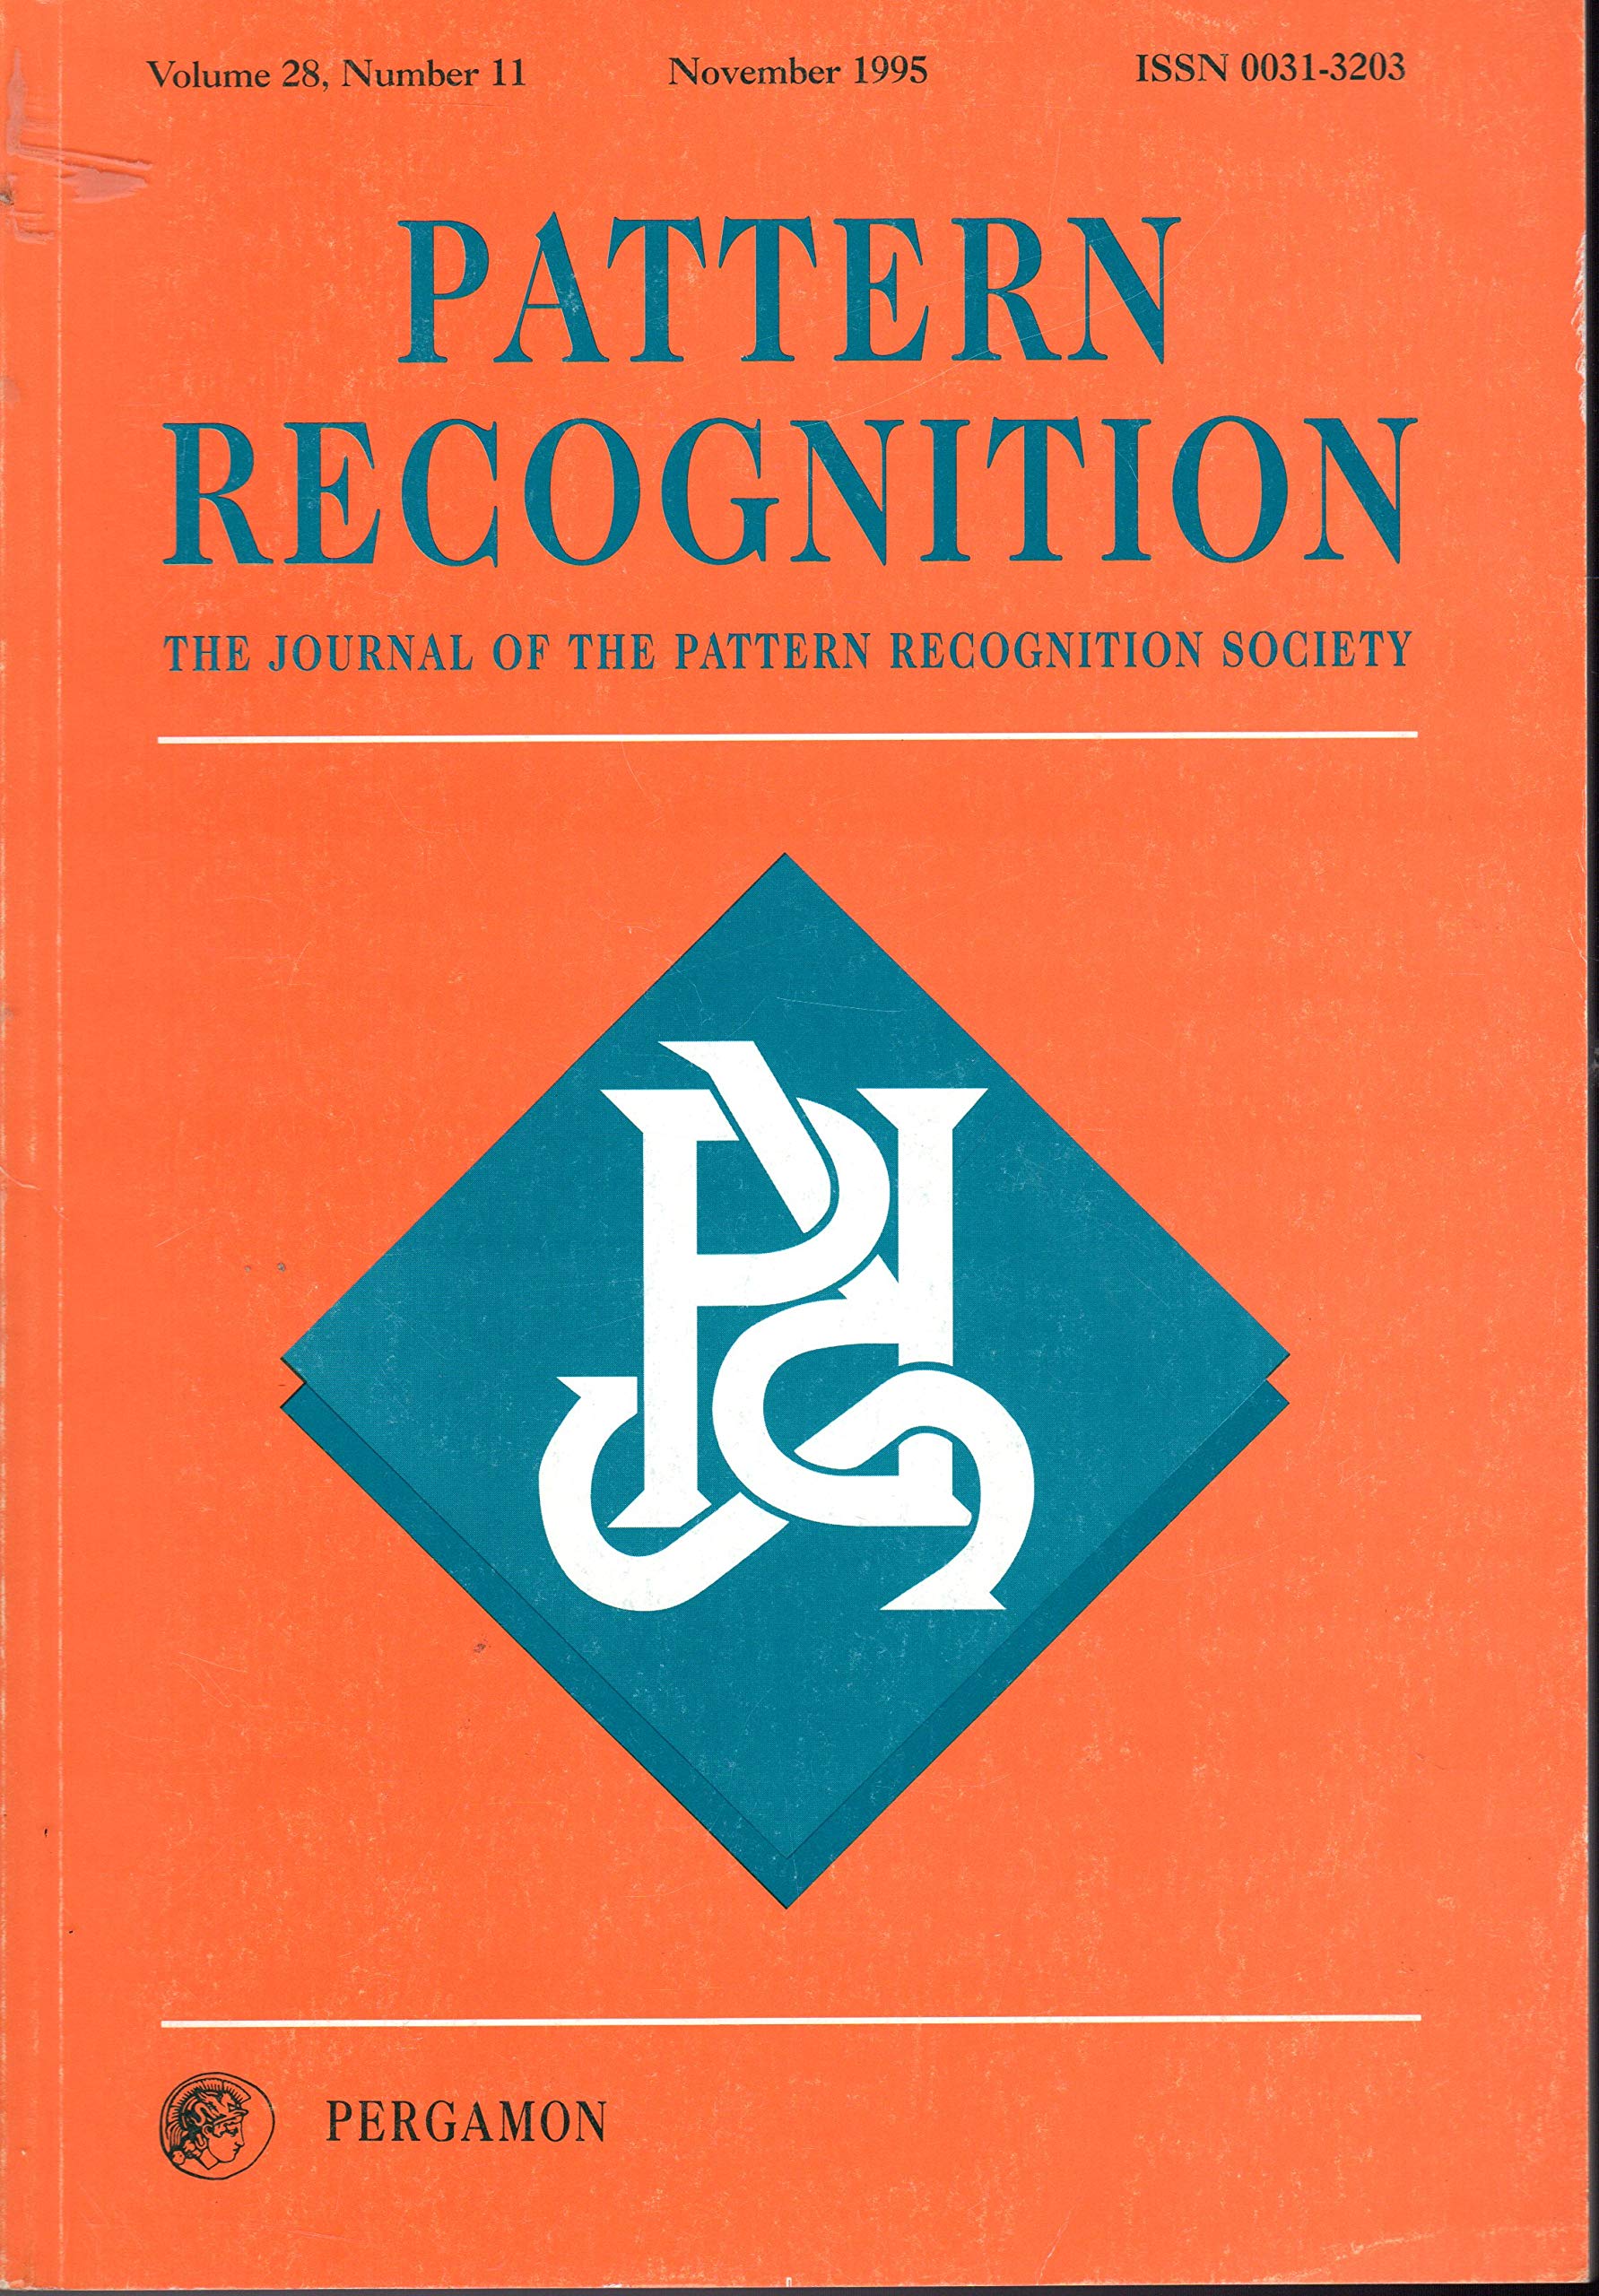 Volume 28, Number 11 November 1995 ISSN 0031-3203
PATTERN
RECOGNITION
THE JOURNAL OF THE PATTERN RECOGNITION SOCIETY
PRS
PERGAMON